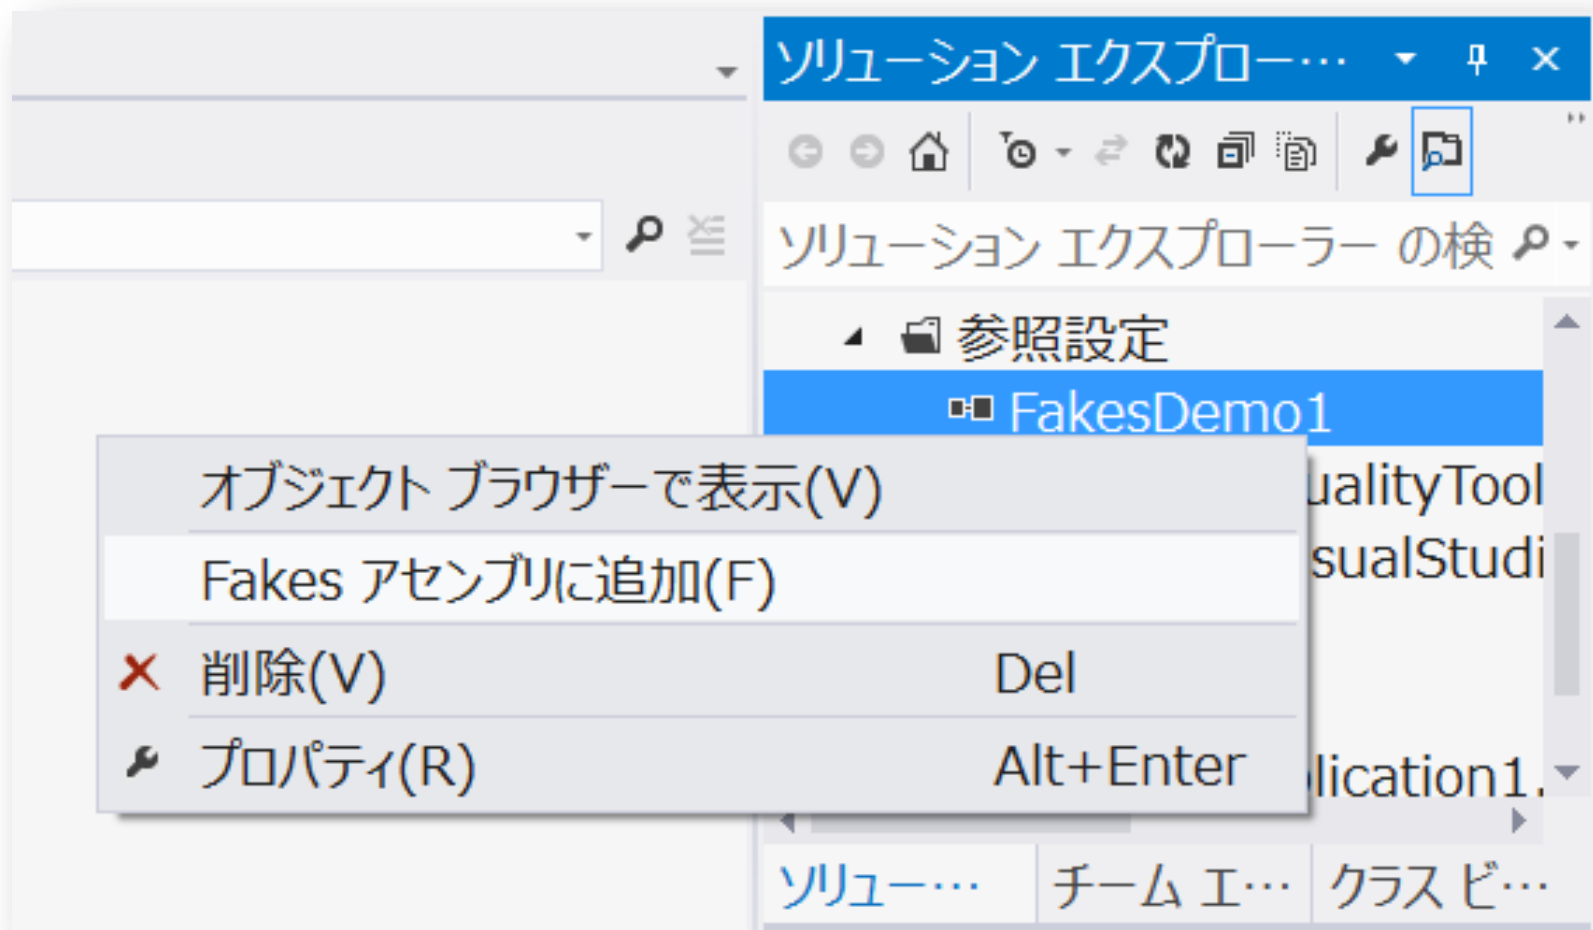 ソリューション エクスプロー…
ソリューション エクスプローラー の検
参照設定
FakesDemo1
ualityTool
sualStudi
lication1.
オブジェクト ブラウザーで表示(V)
Fakes アセンブリに追加(F)
削除(V) Del
プロパティ(R) Alt+Enter
ソリュー… チーム エ… クラス ビ…